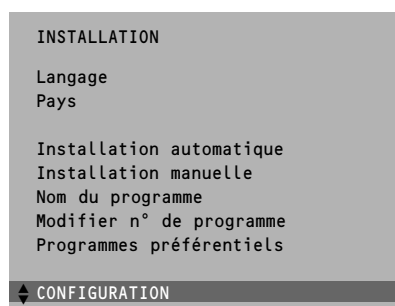 INSTALLATION
Langage
Pays
Installation automatique
Installation manuelle
Nom du programme
Modifier n° de programme
Programmes préférentiels
CONFIGURATION